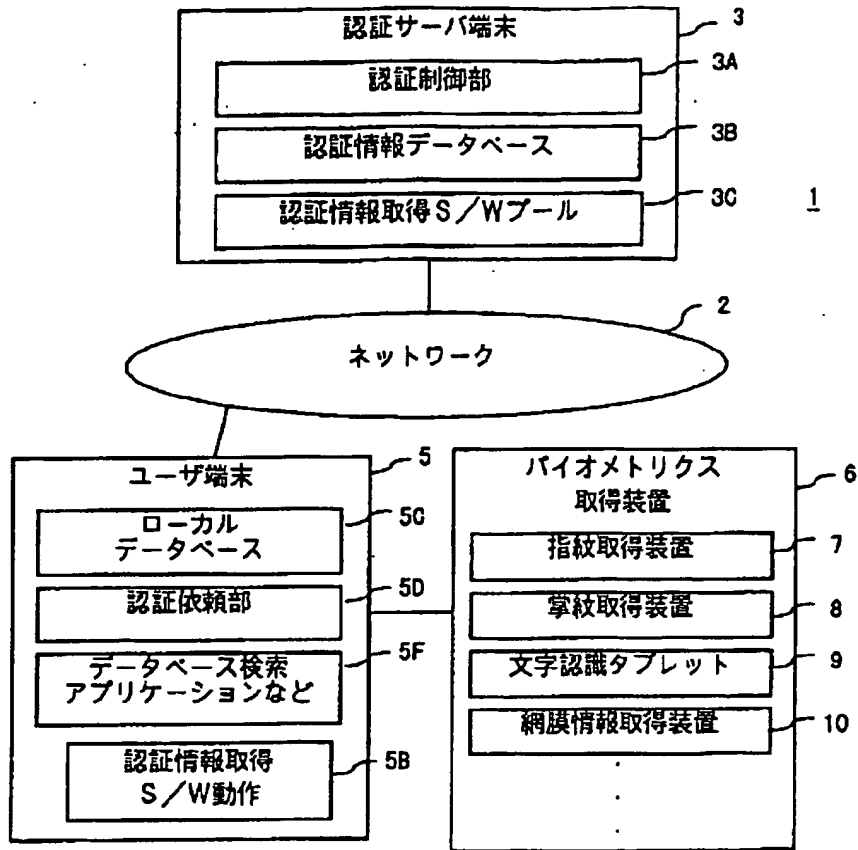 認証サーバ端末
3
認証制御部
3A
認証情報データベース
3B
認証情報取得S/Wプール
3C
1
ネットワーク
2
ユーザ端末
5
ローカル
データベース
5C
認証依頼部
5D
データベース検索
アプリケーションなど
5F
認証情報取得
S/W動作
5B
バイオメトリクス
取得装置
6
指紋取得装置
7
掌紋取得装置
8
文字認識タブレット
9
網膜情報取得装置
10